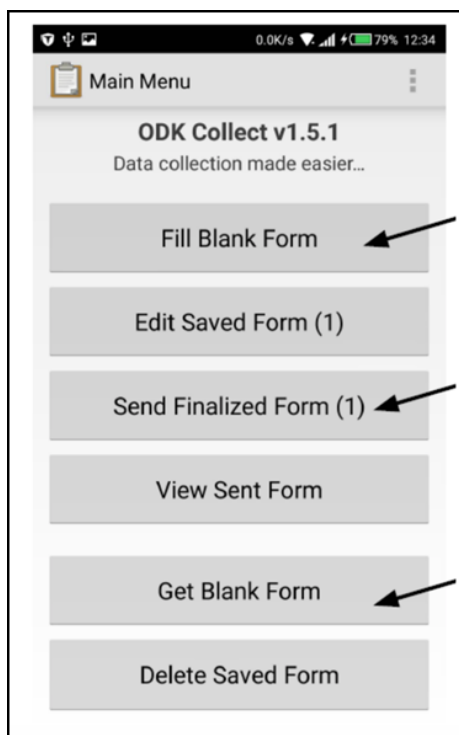 0.0K/s 79% 12:34
Main Menu
ODK Collect v1.5.1
Data collection made easier...
Fill Blank Form
Edit Saved Form (1)
Send Finalized Form (1)
View Sent Form
Get Blank Form
Delete Saved Form